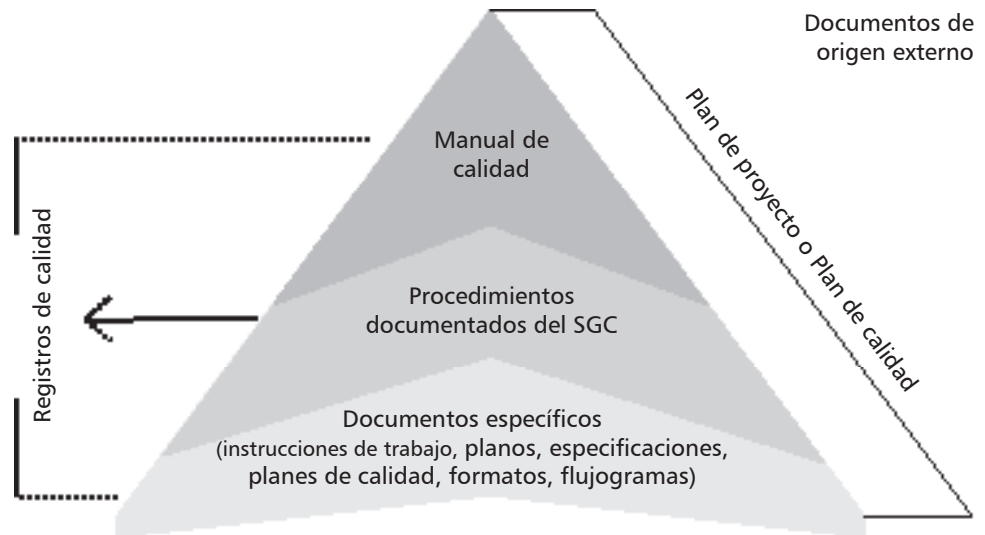 Documentos de
origen externo
Manual de
calidad
Plan de proyecto o Plan de calidad
Registros de calidad
Procedimientos
documentados del SGC
Documentos específicos
(instrucciones de trabajo, planos, especificaciones,
planes de calidad, formatos, flujogramas)